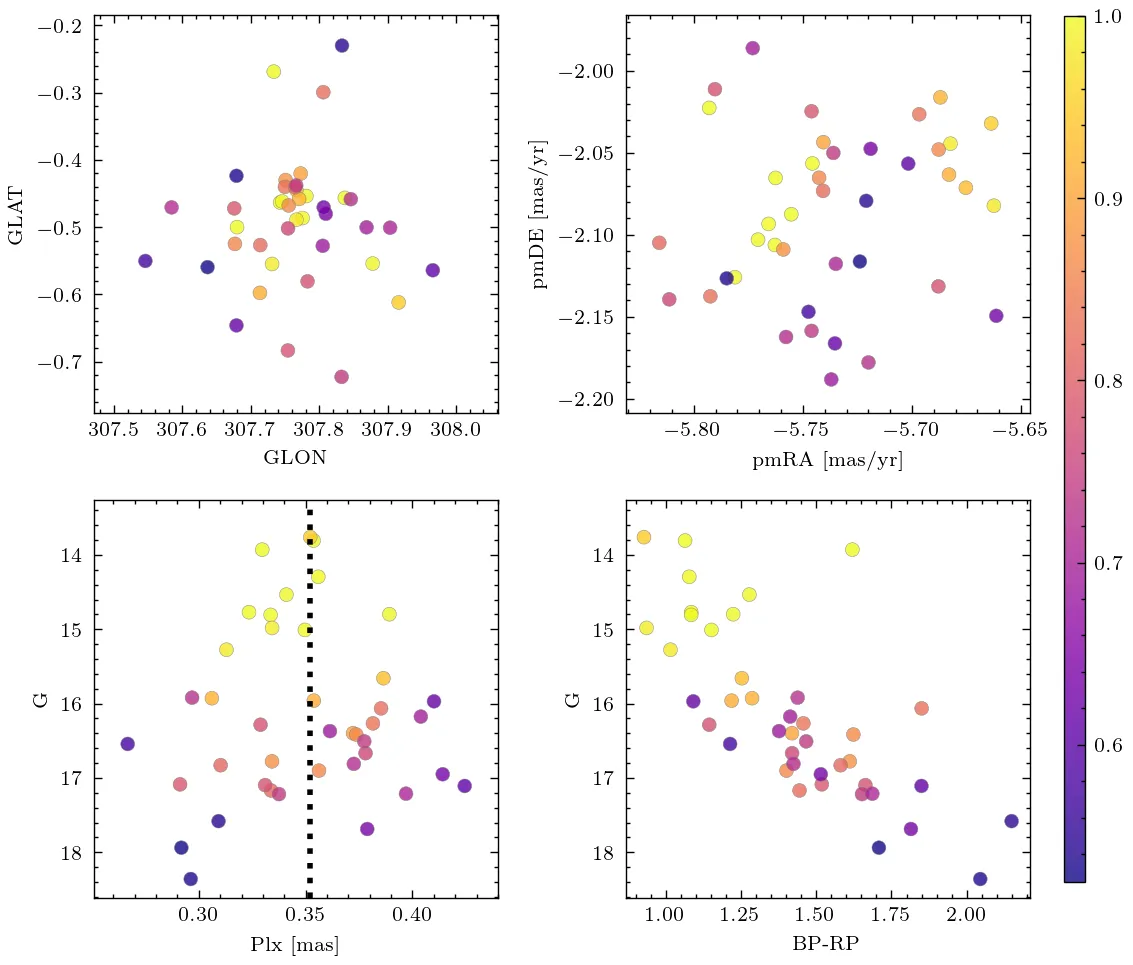 −0.2
−0.3
−0.4
−0.5
−0.6
−0.7
GLAT
307.5 307.6 307.7 307.8 307.9 308.0
GLON
−2.00
−2.05
−2.10
−2.15
−2.20
pmDE [mas/yr]
−5.80 −5.75 −5.70 −5.65
pmRA [mas/yr]
1.0
0.9
0.8
0.7
0.6
14
15
16
17
18
G
0.30 0.35 0.40
Plx [mas]
14
15
16
17
18
G
1.00 1.25 1.50 1.75 2.00
BP-RP